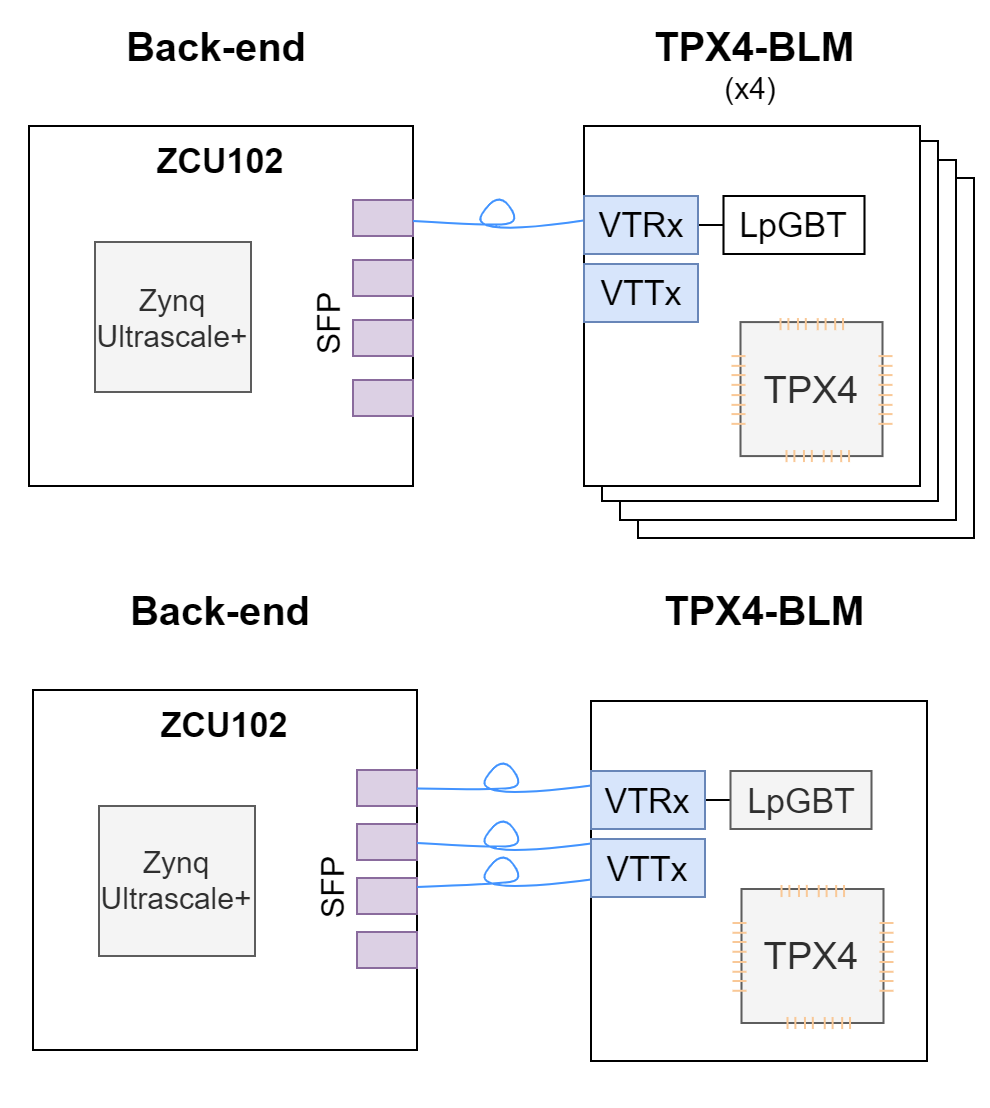 Back-end
TPX4-BLM
(x4)
ZCU102
VTRx
LpGBT
VTTx
Zynq
Ultrascale+
SFP
TPX4
Back-end
TPX4-BLM
ZCU102
VTRx
LpGBT
VTTx
Zynq
Ultrascale+
SFP
TPX4